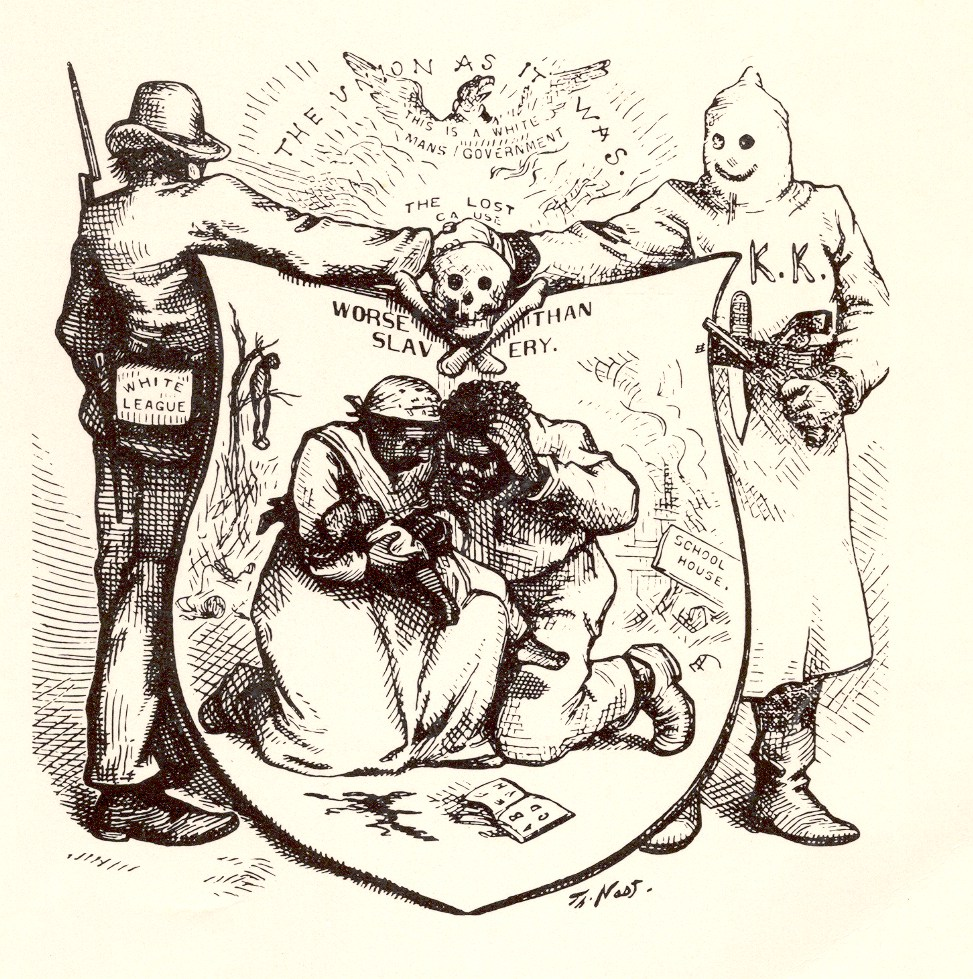 THE UNION AS IT WAS.
THIS IS A WHITE
MANS GOVERNMENT
THE LOST
CAUSE
WORSE THAN
SLAVERY.
K.K.
WHITE
LEAGUE
SCHOOL
HOUSE.
A B C D
Th. Nast.